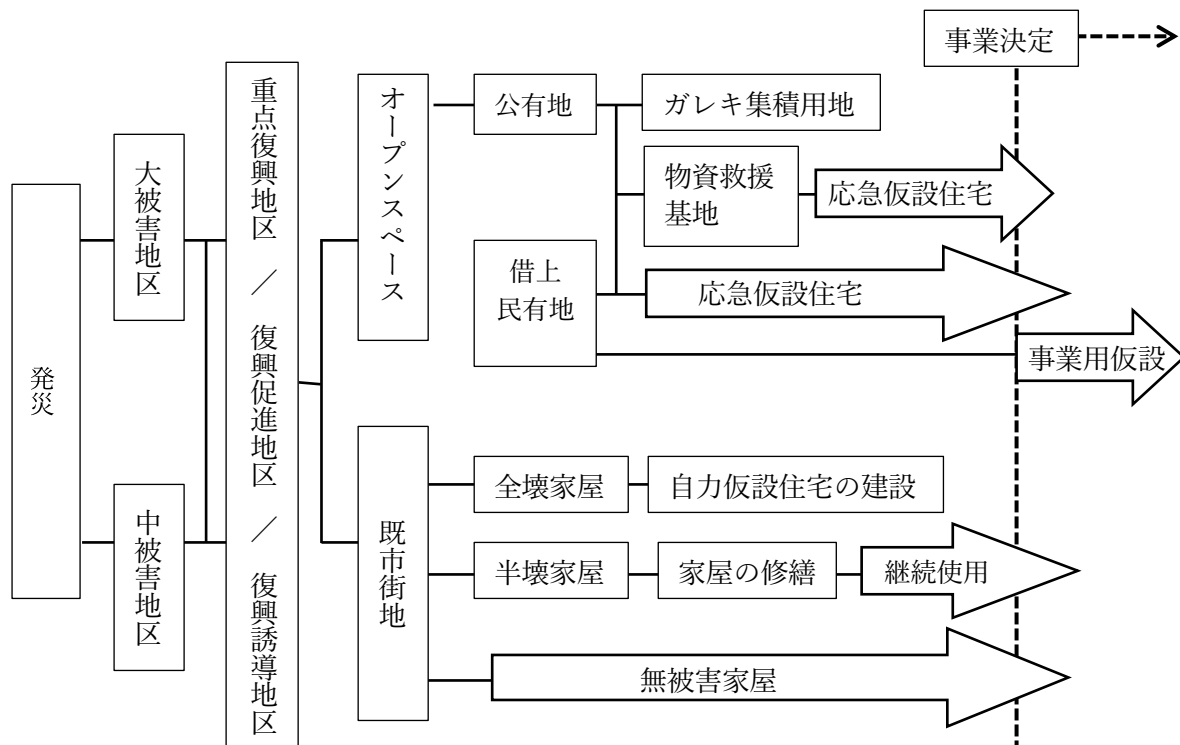 事業決定
発災
大被害地区
中被害地区
重点復興地区 / 復興促進地区 / 復興誘導地区
オープンスペース
公有地
ガレキ集積用地
物資救援
基地
応急仮設住宅
借上
民有地
応急仮設住宅
事業用仮設
既市街地
全壊家屋
自力仮設住宅の建設
半壊家屋
家屋の修繕
継続使用
無被害家屋